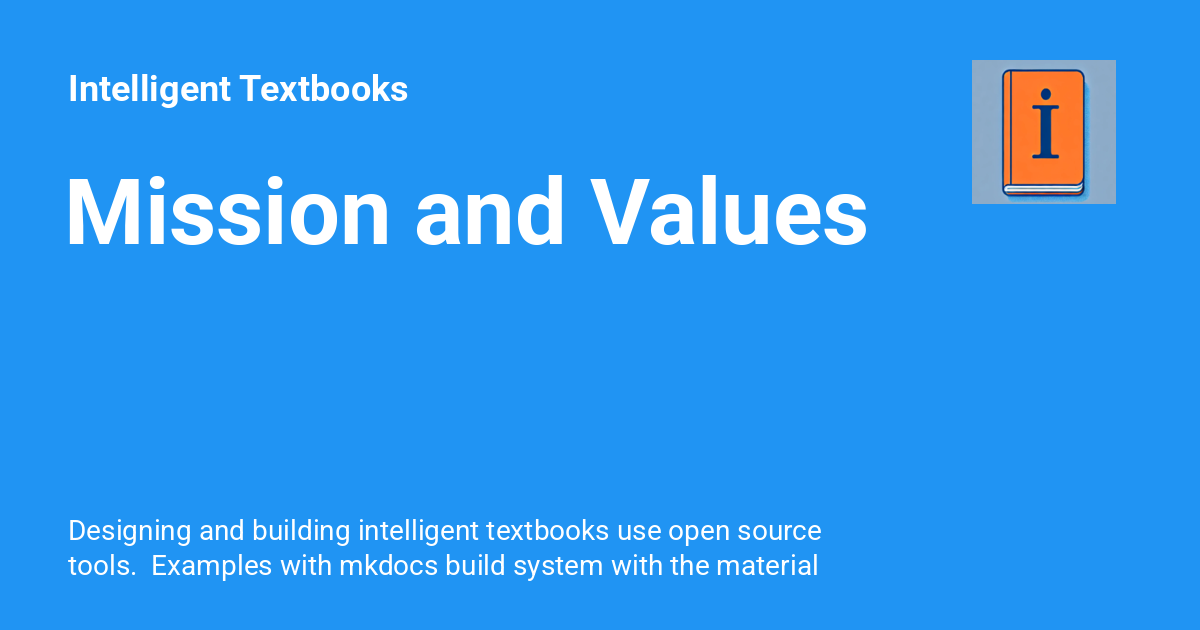 Intelligent Textbooks
i
Mission and Values
Designing and building intelligent textbooks use open source
tools.  Examples with mkdocs build system with the material